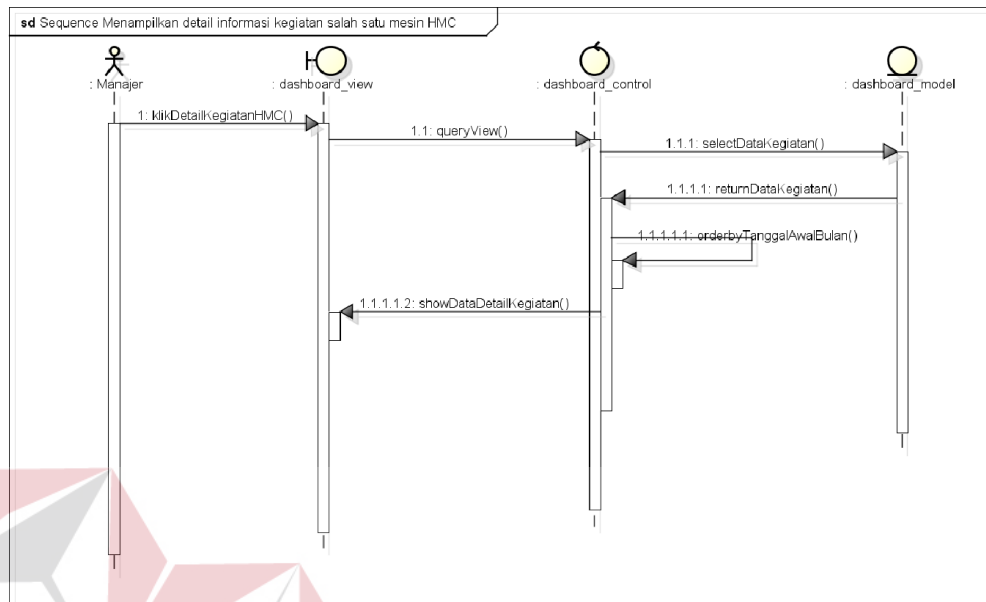 sd Sequence Menampilkan detail informasi kegiatan salah satu mesin HMC
: Manajer
: dashboard_view
: dashboard_control
: dashboard_model
1: klikDetailKegiatanHMC()
1.1: queryView()
1.1.1: selectDataKegiatan()
1.1.1.1: returnDataKegiatan()
1.1.1.1.1: orderbyTanggalAwalBulan()
1.1.1.1.2: showDataDetailKegiatan()